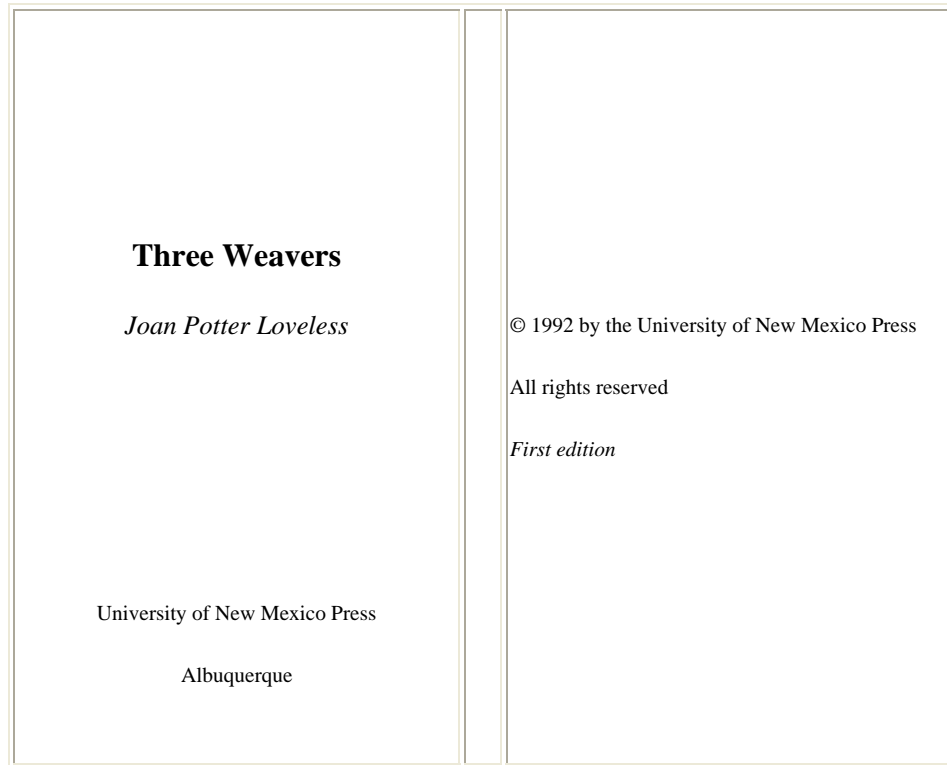 Three Weavers
Joan Potter Loveless
University of New Mexico Press
Albuquerque
© 1992 by the University of New Mexico Press
All rights reserved
First edition